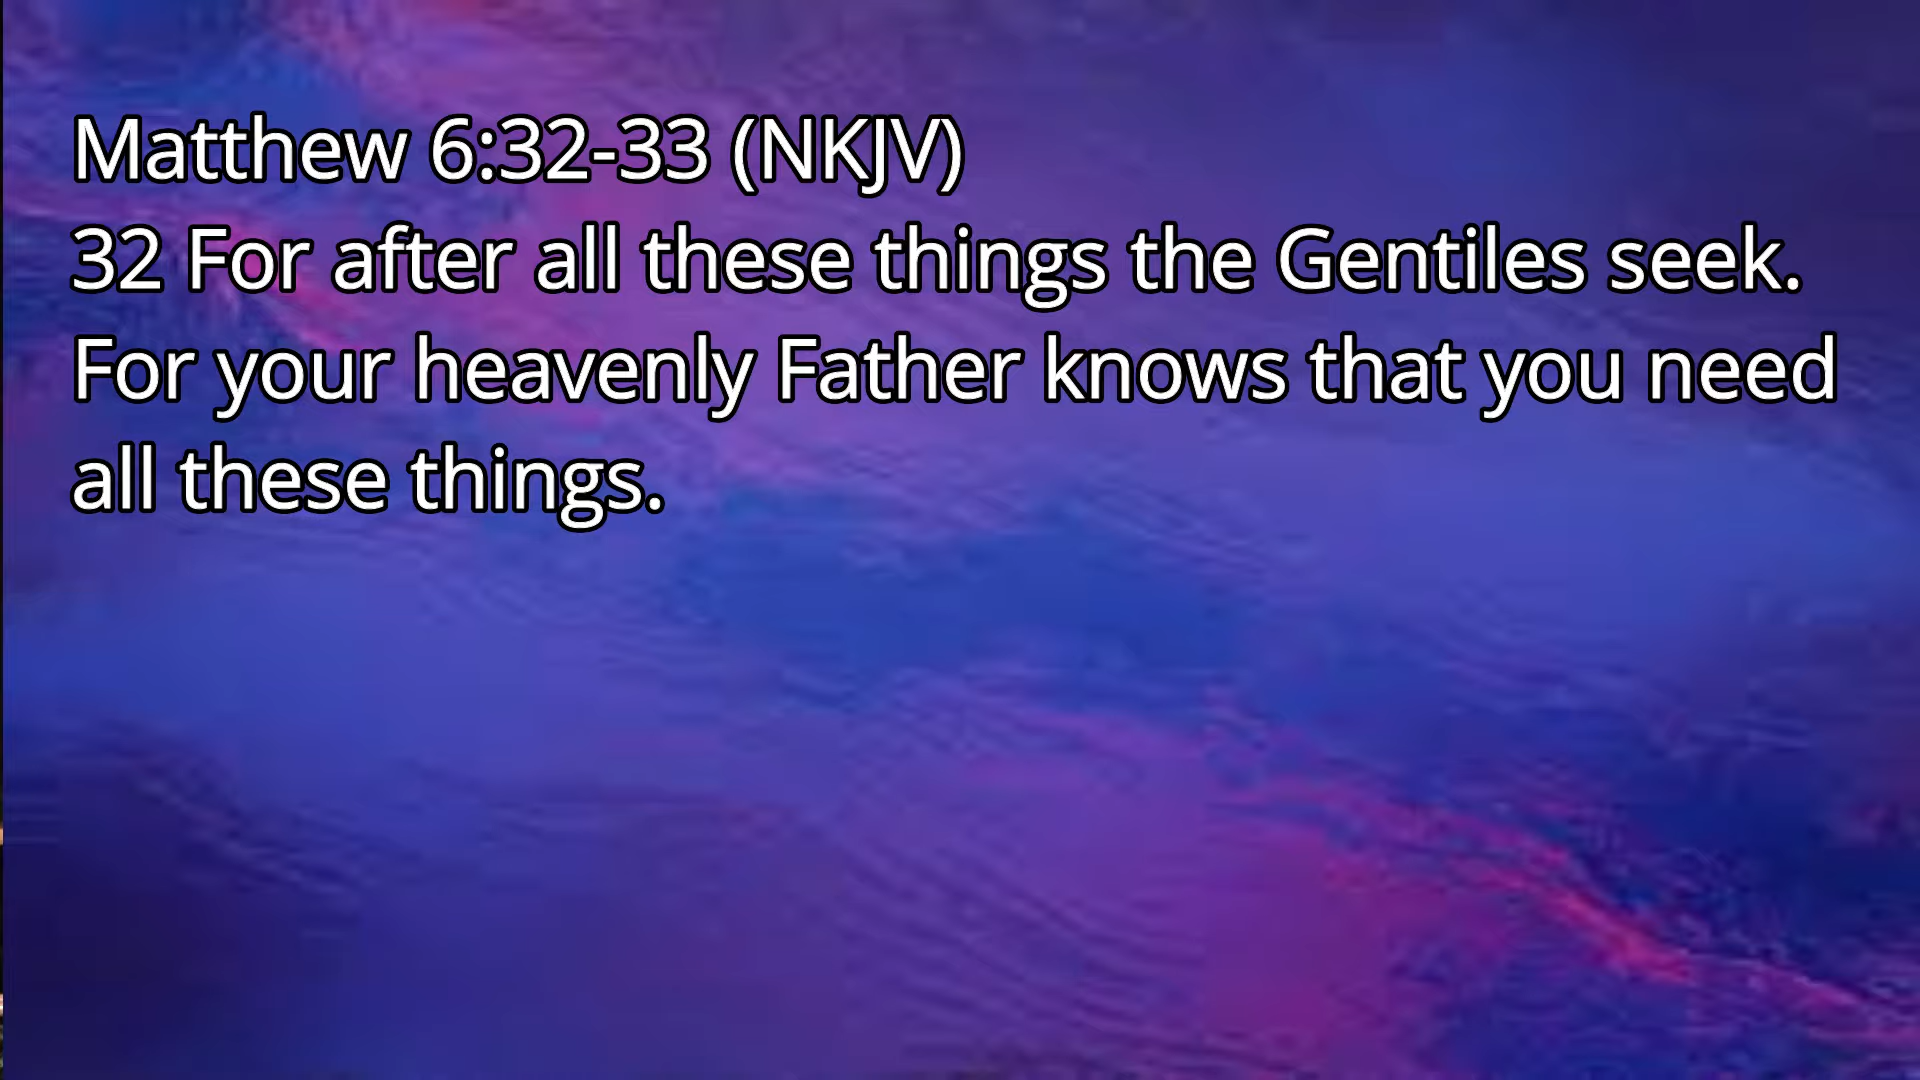 Matthew 6:32-33 (NKJV)
32 For after all these things the Gentiles seek.
For your heavenly Father knows that you need
all these things.